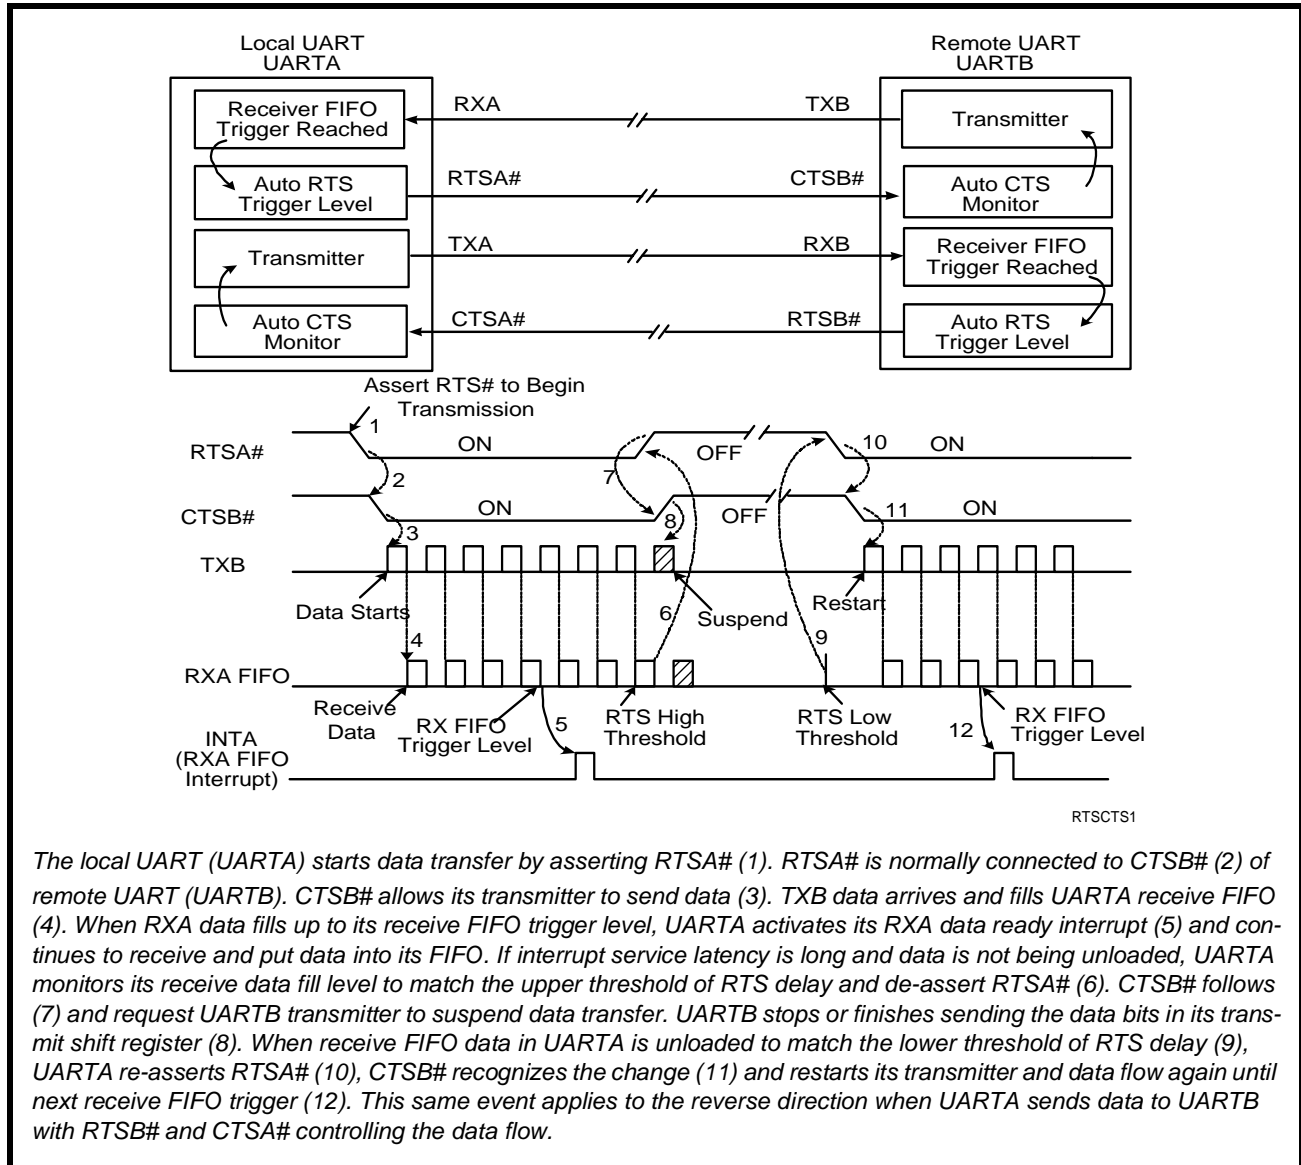 Local UART
UARTA
Remote UART
UARTB
Receiver FIFO
Trigger Reached
RXA
TXB
Transmitter
Auto RTS
Trigger Level
RTSA#
CTSB#
Auto CTS
Monitor
Transmitter
TXA
RXB
Receiver FIFO
Trigger Reached
Auto CTS
Monitor
CTSA#
RTSB#
Auto RTS
Trigger Level
Assert RTS# to Begin
Transmission
1
RTSA#
ON
OFF
10
ON
2
7
CTSB#
ON
8
OFF
11
ON
3
TXB
Data Starts
6
Suspend
Restart
4
9
RXA FIFO
Receive
Data
RX FIFO
Trigger Level
5
RTS High
Threshold
RTS Low
Threshold
12
RX FIFO
Trigger Level
INTA
(RXA FIFO
Interrupt)
RTSCTS1
The local UART (UARTA) starts data transfer by asserting RTSA# (1). RTSA# is normally connected to CTSB# (2) of
remote UART (UARTB). CTSB# allows its transmitter to send data (3). TXB data arrives and fills UARTA receive FIFO
(4). When RXA data fills up to its receive FIFO trigger level, UARTA activates its RXA data ready interrupt (5) and con-
tinues to receive and put data into its FIFO. If interrupt service latency is long and data is not being unloaded, UARTA
monitors its receive data fill level to match the upper threshold of RTS delay and de-assert RTSA# (6). CTSB# follows
(7) and request UARTB transmitter to suspend data transfer. UARTB stops or finishes sending the data bits in its trans-
mit shift register (8). When receive FIFO data in UARTA is unloaded to match the lower threshold of RTS delay (9),
UARTA re-asserts RTSA# (10), CTSB# recognizes the change (11) and restarts its transmitter and data flow again until
next receive FIFO trigger (12). This same event applies to the reverse direction when UARTA sends data to UARTB
with RTSB# and CTSA# controlling the data flow.